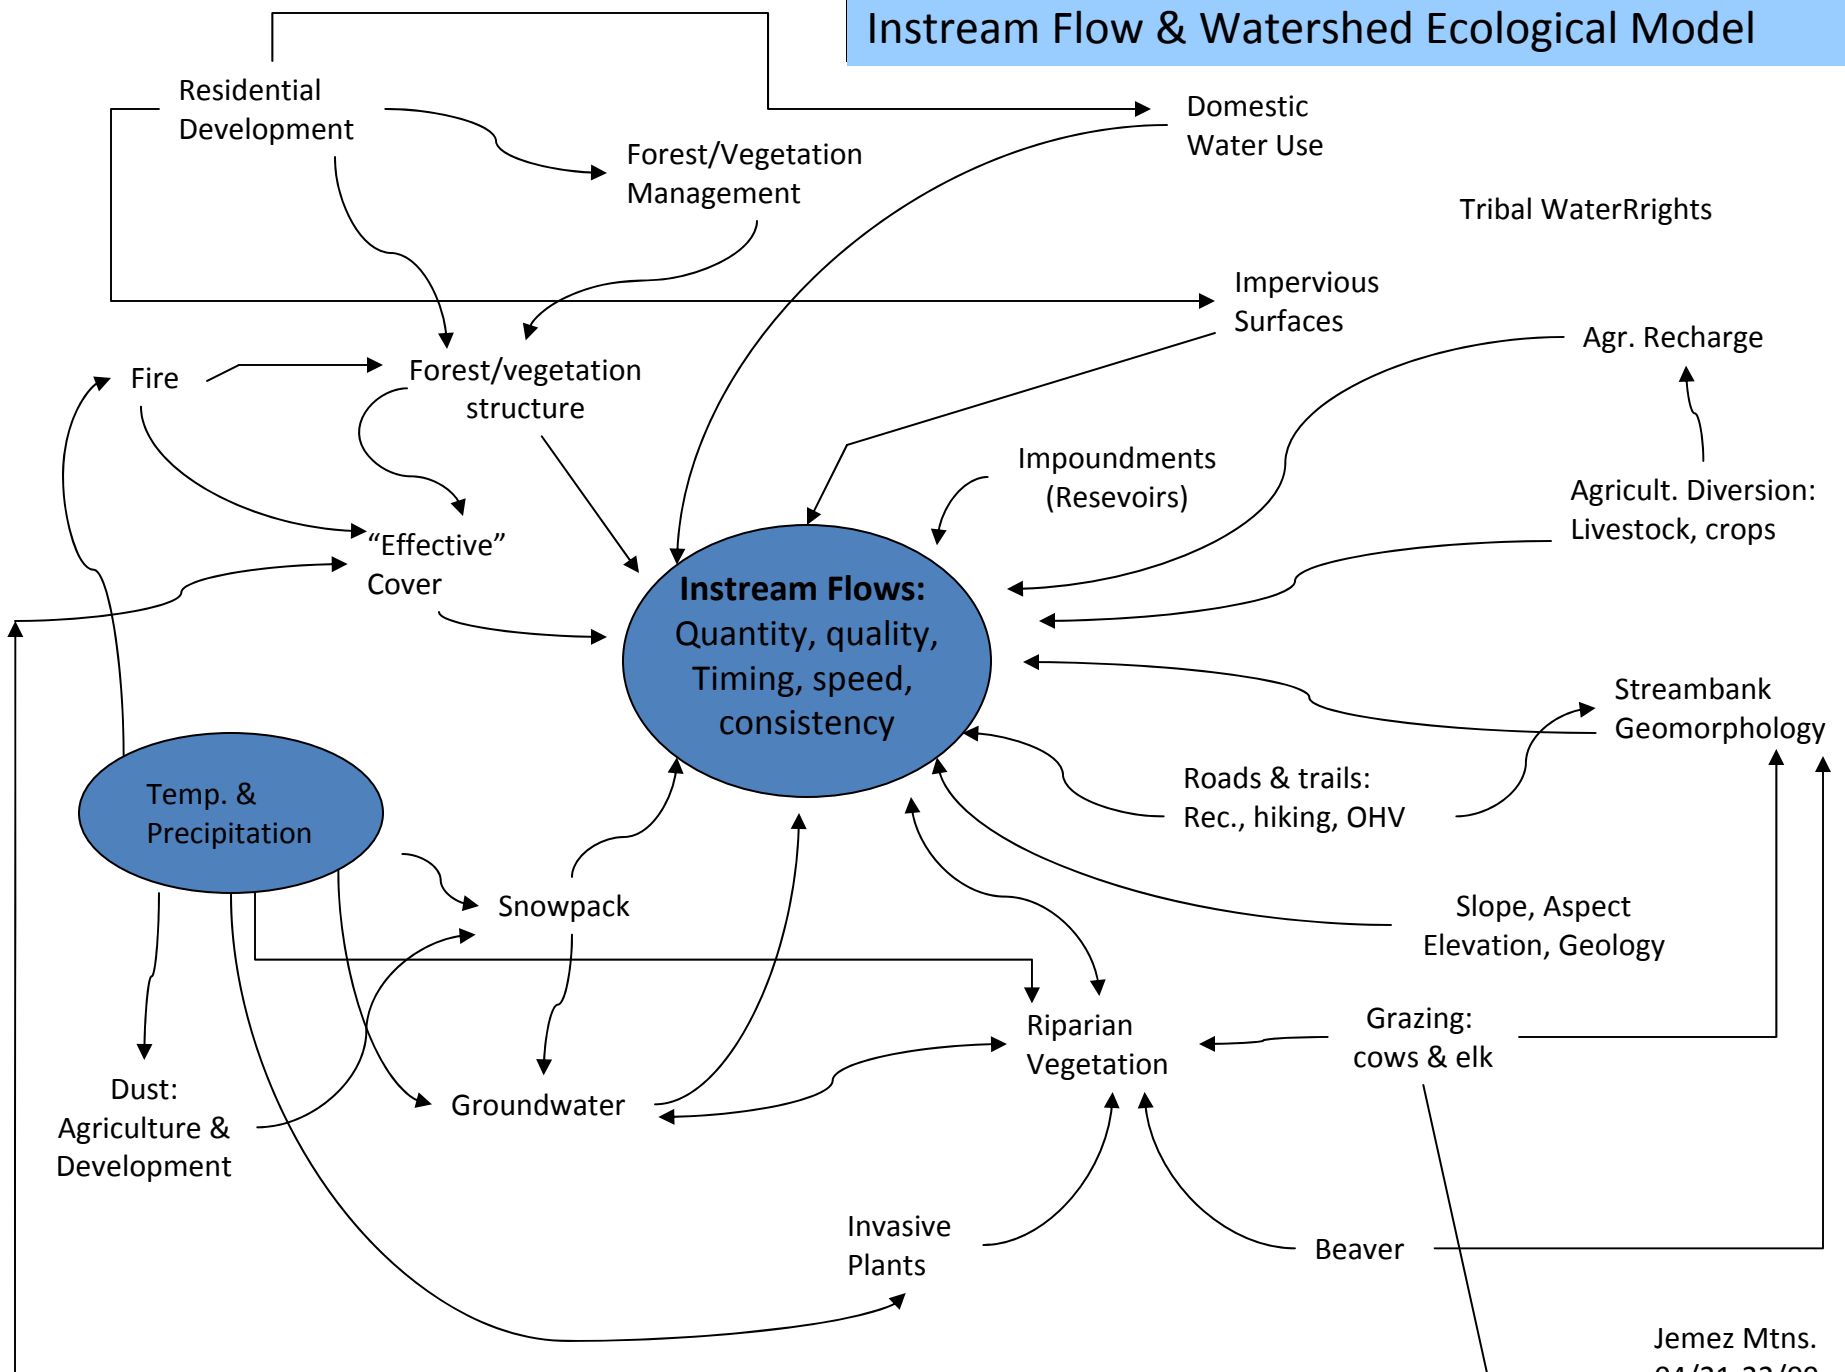 Instream Flow & Watershed Ecological Model
Residential
Development
Domestic
Water Use
Forest/Vegetation
Management
Tribal WaterRrights
Impervious
Surfaces
Agr. Recharge
Fire
Forest/vegetation
structure
Impoundments
(Resevoirs)
Agricult. Diversion:
Livestock, crops
“Effective”
Cover
Instream Flows:
Quantity, quality,
Timing, speed,
consistency
Streambank
Geomorphology
Temp. &
Precipitation
Roads & trails:
Rec., hiking, OHV
Snowpack
Slope, Aspect
Elevation, Geology
Riparian
Vegetation
Grazing:
cows & elk
Dust:
Agriculture &
Development
Groundwater
Invasive
Plants
Beaver
Jemez Mtns.